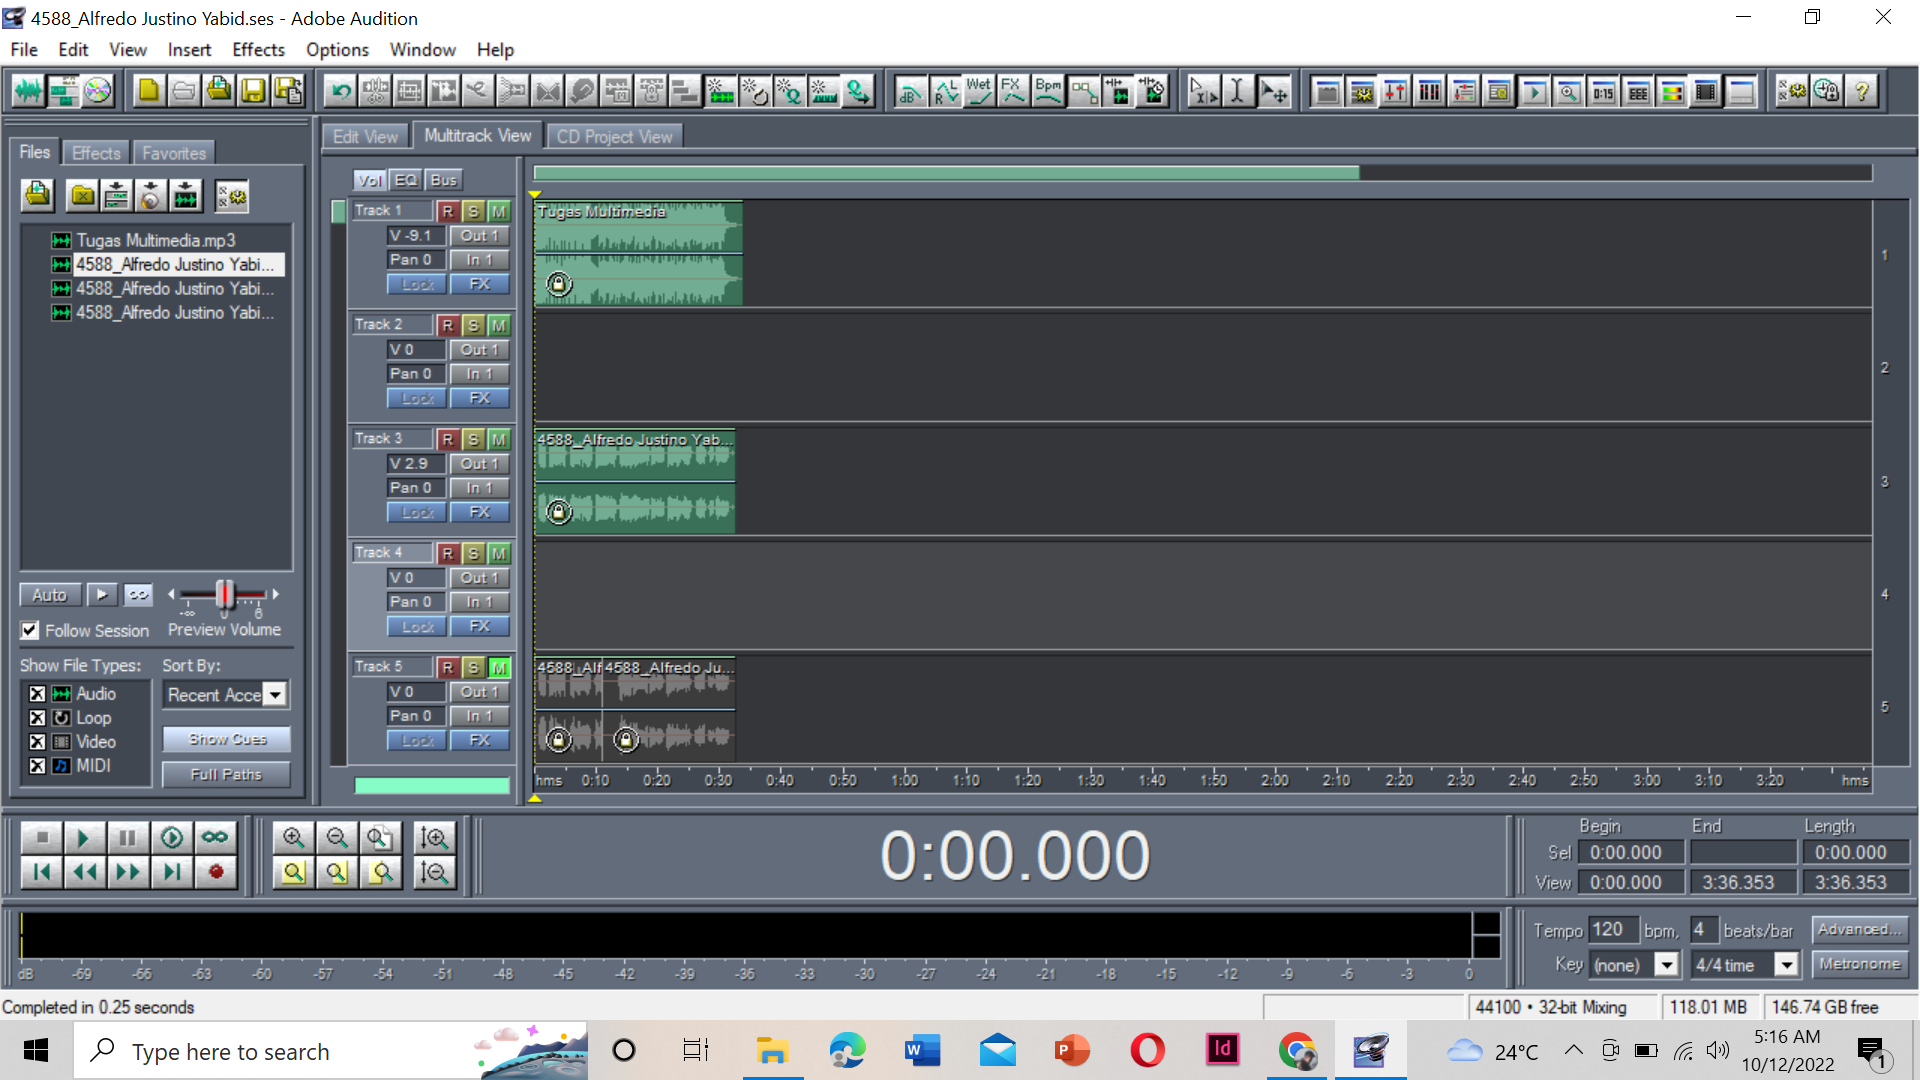 4588_Alfredo Justino Yabid.ses - Adobe Audition
File Edit View Insert Effects Options Window Help
Wet FX Bpm
dB R L 0:15
Edit View Multitrack View CD Project View
Files Effects Favorites
Vol EQ Bus
Tugas Multimedia.mp3
4588_Alfredo Justino Yabi...
4588_Alfredo Justino Yabi...
4588_Alfredo Justino Yabi...
Auto
-∞ 0 6
Follow Session Preview Volume
Show File Types: Sort By:
Audio
Loop
Video
MIDI
Recent Acce
Show Cues
Full Paths
Track 1 R S M
V -9.1 Out 1
Pan 0 In 1
Lock FX
Tugas Multimedia
1
Track 2 R S M
V 0 Out 1
Pan 0 In 1
Lock FX
2
Track 3 R S M
V 2.9 Out 1
Pan 0 In 1
Lock FX
4588_Alfredo Justino Yab...
3
Track 4 R S M
V 0 Out 1
Pan 0 In 1
Lock FX
4
Track 5 R S M
V 0 Out 1
Pan 0 In 1
Lock FX
4588_Alf 4588_Alfredo Ju...
5
hms 0:10 0:20 0:30 0:40 0:50 1:00 1:10 1:20 1:30 1:40 1:50 2:00 2:10 2:20 2:30 2:40 2:50 3:00 3:10 3:20 hms
0:00.000
Begin End Length
Sel 0:00.000 0:00.000
View 0:00.000 3:36.353 3:36.353
dB -69 -66 -63 -60 -57 -54 -51 -48 -45 -42 -39 -36 -33 -30 -27 -24 -21 -18 -15 -12 -9 -6 -3 0
Tempo 120 bpm, 4 beats/bar Advanced...
Key (none) 4/4 time Metronome
Completed in 0.25 seconds
44100 • 32-bit Mixing 118.01 MB 146.74 GB free
Type here to search
W P Id
24°C
5:16 AM
10/12/2022
1